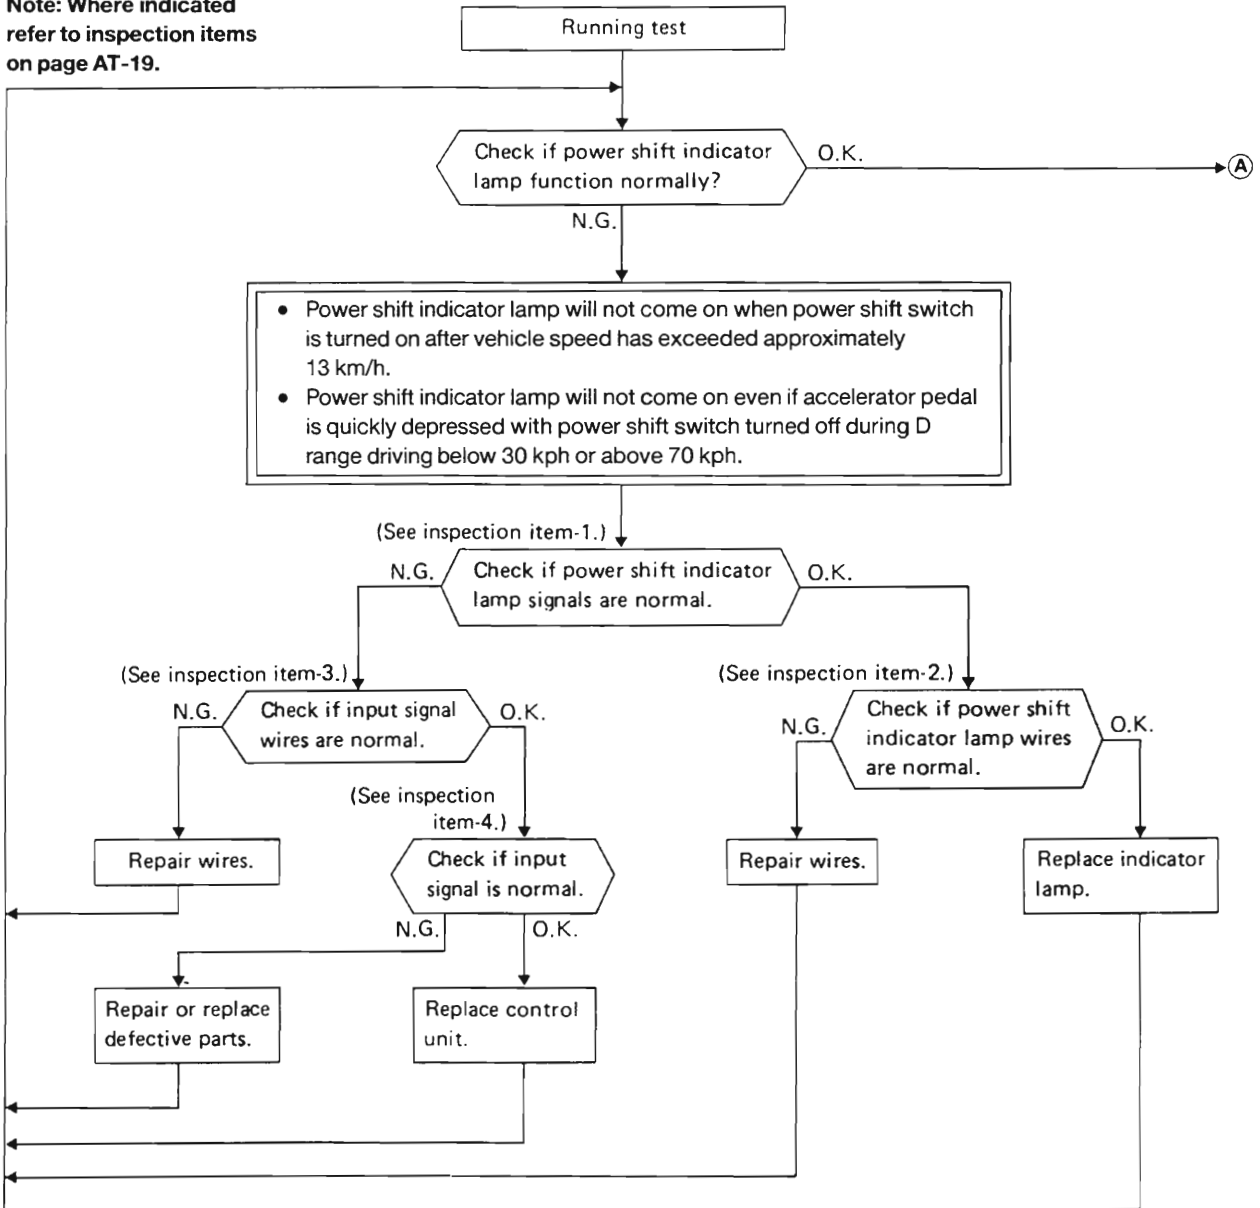 Note: Where indicated
refer to inspection items
on page AT-19.
Running test
Check if power shift indicator
lamp function normally?
O.K.
A
N.G.
• Power shift indicator lamp will not come on when power shift switch
is turned on after vehicle speed has exceeded approximately
13 km/h.
• Power shift indicator lamp will not come on even if accelerator pedal
is quickly depressed with power shift switch turned off during D
range driving below 30 kph or above 70 kph.
(See inspection item-1.)
N.G.
Check if power shift indicator
lamp signals are normal.
O.K.
(See inspection item-3.)
N.G.
Check if input signal
wires are normal.
O.K.
(See inspection item-2.)
N.G.
Check if power shift
indicator lamp wires
are normal.
O.K.
(See inspection
item-4.)
Repair wires.
Check if input
signal is normal.
Repair wires.
Replace indicator
lamp.
N.G.
O.K.
Repair or replace
defective parts.
Replace control
unit.